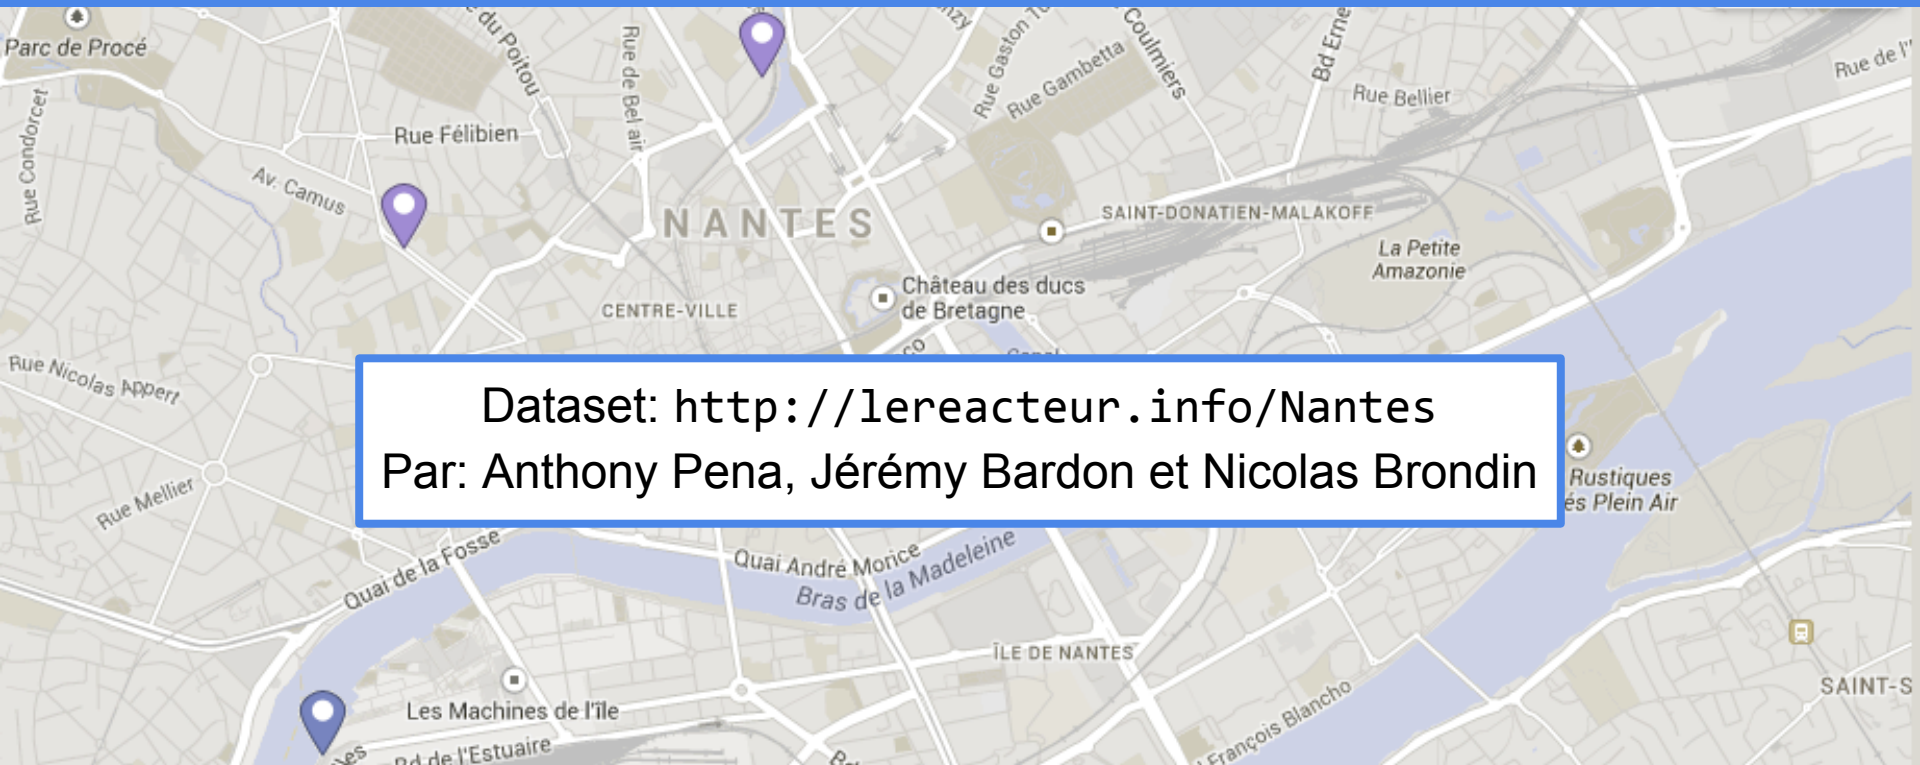 Parc de Procé
Rue Condorcet
du Poitou
Rue de Bel air
Rue Félibien
Av. Camus
Rue Gaston
Rue Gambetta
Coulmiers
Bd Erne
Rue Bellier
Rue de l'
NANTES
SAINT-DONATIEN-MALAKOFF
La Petite
Amazonie
Château des ducs
de Bretagne
CENTRE-VILLE
Rue Nicolas Appert
Dataset: http://lereacteur.info/Nantes
Par: Anthony Pena, Jérémy Bardon et Nicolas Brondin
Rustiques
és Plein Air
Rue Mellier
Quai de la Fosse
Quai André Morice
Bras de la Madeleine
ÎLE DE NANTES
SAINT-S
Les Machines de l'île
Bd de l'Estuaire
François Blancho